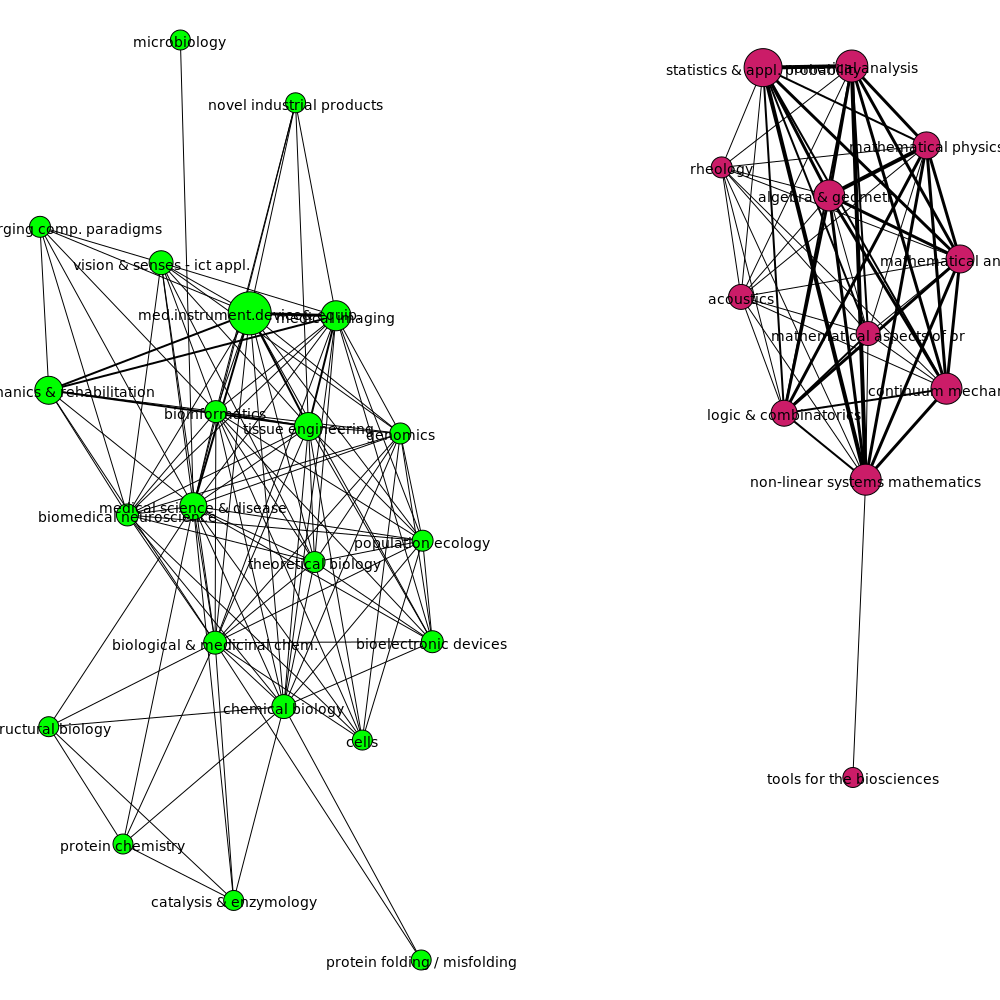 microbiology
statistics & appl. probability
numerical analysis
novel industrial products
mathematical physics
rheology
algebra & geometr
rging comp. paradigms
vision & senses - ict appl.
mathematical an
acoustics
med.instrument.device& equip.
medical imaging
mathematical aspects of or
hanics & rehabilitation
continuum mechan
bioinformatics
logic & combinatorics
tissue engineering
genomics
non-linear systems mathematics
medical science & disease
biomedical neuroscience
population ecology
theoretical biology
biological & medicinal chem.
bioelectronic devices
chemical biology
ructural biology
cells
tools for the biosciences
protein chemistry
catalysis & enzymology
protein folding / misfolding